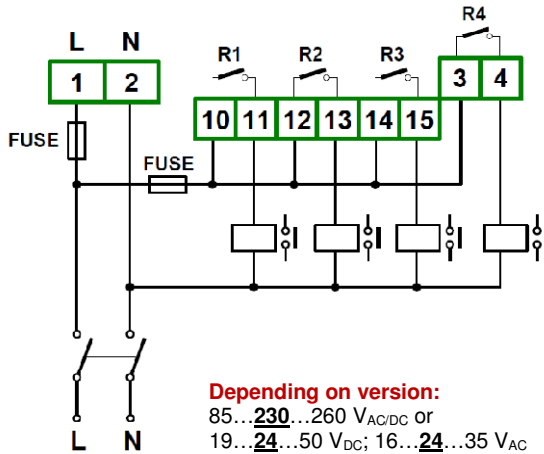 R4
L N
R1 R2 R3
1 2
3 4
10 11 12 13 14 15
FUSE
FUSE
Depending on version:
85...230...260 VAC/DC or
19...24...50 VDC; 16...24...35 VAC
L N